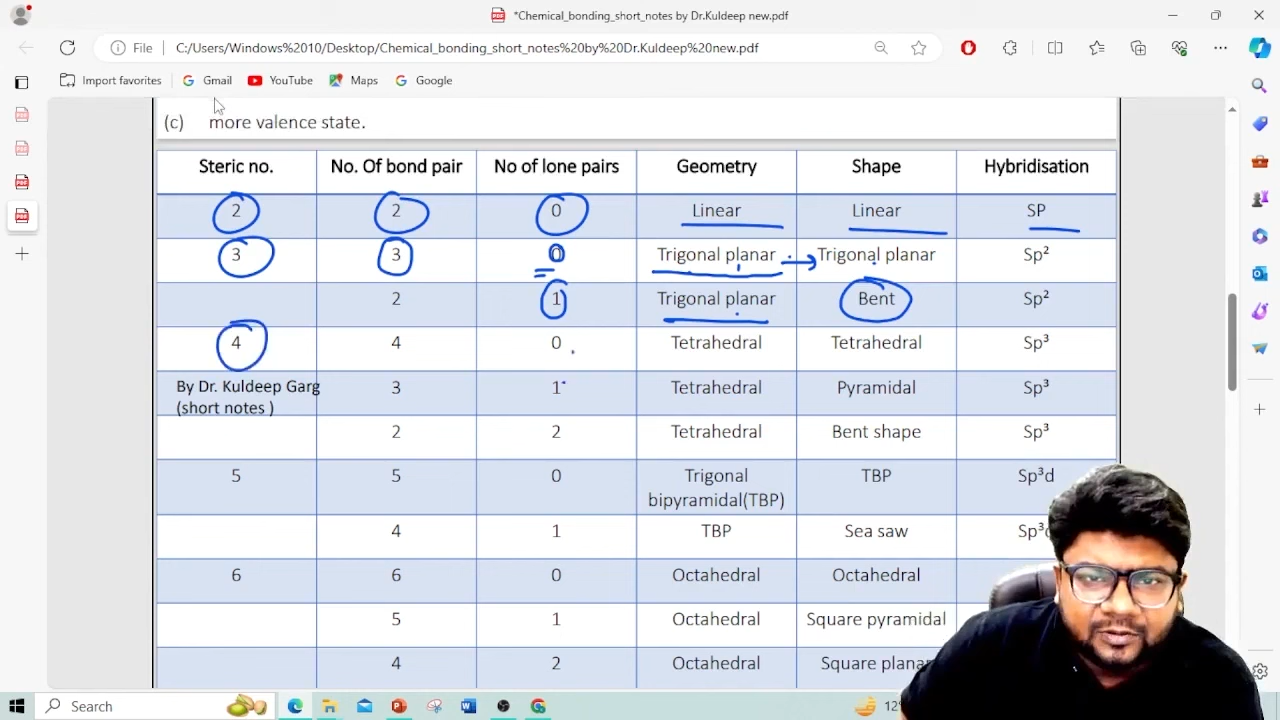 *Chemical_bonding_short_notes by Dr.Kuldeep new.pdf
File C:/Users/Windows%2010/Desktop/Chemical_bonding_short_notes%20by%20Dr.Kuldeep%20new.pdf
Import favorites Gmail YouTube Maps Google
(c) more valence state.
Steric no. No. Of bond pair No of lone pairs Geometry Shape Hybridisation
2 2 0 Linear Linear SP
3 3 0 Trigonal planar Trigonal planar Sp²
2 1 Trigonal planar Bent Sp²
4 4 0 Tetrahedral Tetrahedral Sp³
By Dr. Kuldeep Garg 3 1 Tetrahedral Pyramidal Sp³
(short notes )
2 2 Tetrahedral Bent shape Sp³
5 5 0 Trigonal TBP Sp³d
bipyramidal(TBP)
4 1 TBP Sea saw
6 6 0 Octahedral Octahedral
5 1 Octahedral Square pyramidal
4 2 Octahedral Square planar
Search